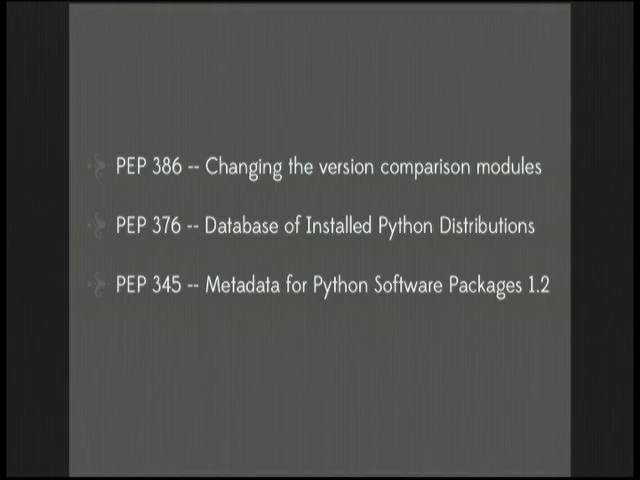 PEP 386 -- Changing the version comparison modules
PEP 376 -- Database of Installed Python Distributions
PEP 345 -- Metadata for Python Software Packages 1.2